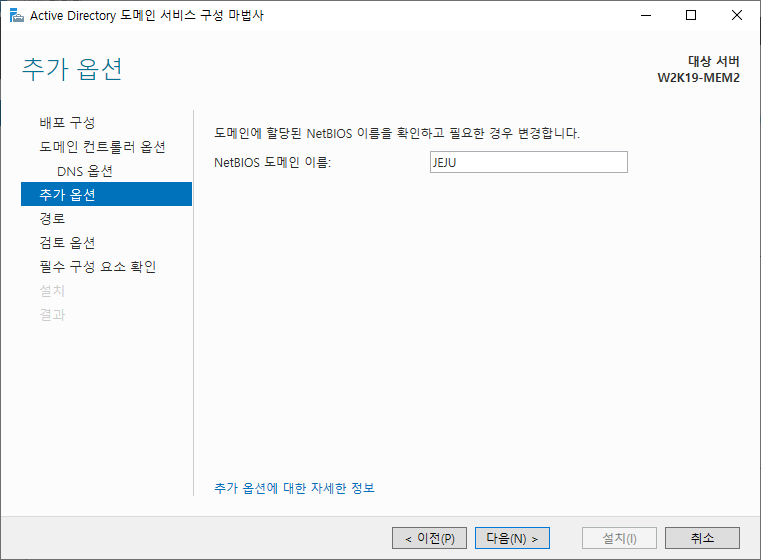 Active Directory 도메인 서비스 구성 마법사
추가 옵션
대상 서버
W2K19-MEM2
배포 구성
도메인 컨트롤러 옵션
DNS 옵션
추가 옵션
경로
검토 옵션
필수 구성 요소 확인
설치
결과
도메인에 할당된 NetBIOS 이름을 확인하고 필요한 경우 변경합니다.
NetBIOS 도메인 이름: JEJU
추가 옵션에 대한 자세한 정보
< 이전(P) 다음(N) > 설치(I) 취소